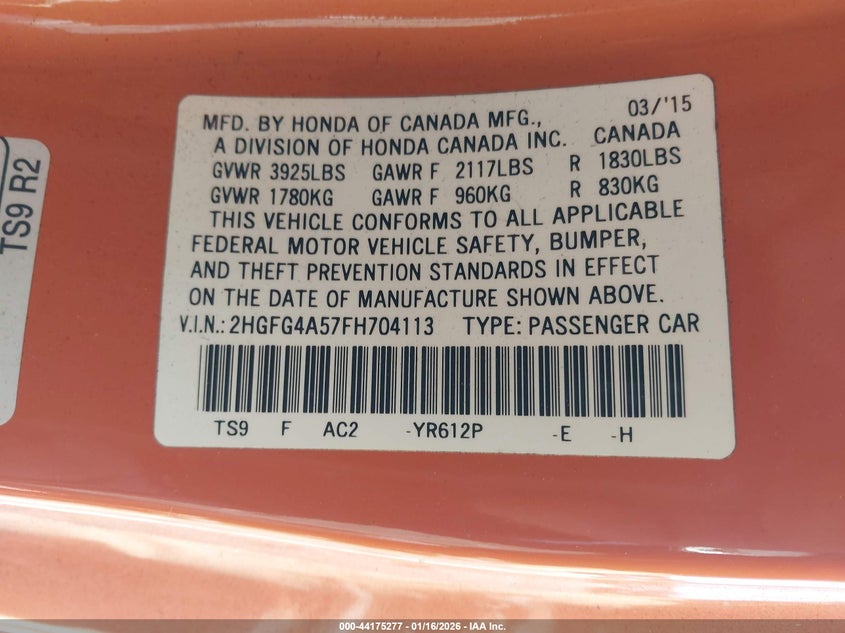 03/'15
MFD. BY HONDA OF CANADA MFG.,
A DIVISION OF HONDA CANADA INC. CANADA
GVWR 3925LBS GAWR F 2117LBS R 1830LBS
GVWR 1780KG GAWR F 960KG R 830KG
THIS VEHICLE CONFORMS TO ALL APPLICABLE
FEDERAL MOTOR VEHICLE SAFETY, BUMPER,
AND THEFT PREVENTION STANDARDS IN EFFECT
ON THE DATE OF MANUFACTURE SHOWN ABOVE.
V.I.N.: 2HGFG4A57FH704113 TYPE: PASSENGER CAR
TS9 F AC2 -YR612P -E -H
TS9 R2
000-44175277 - 01/16/2026 - IAA Inc.